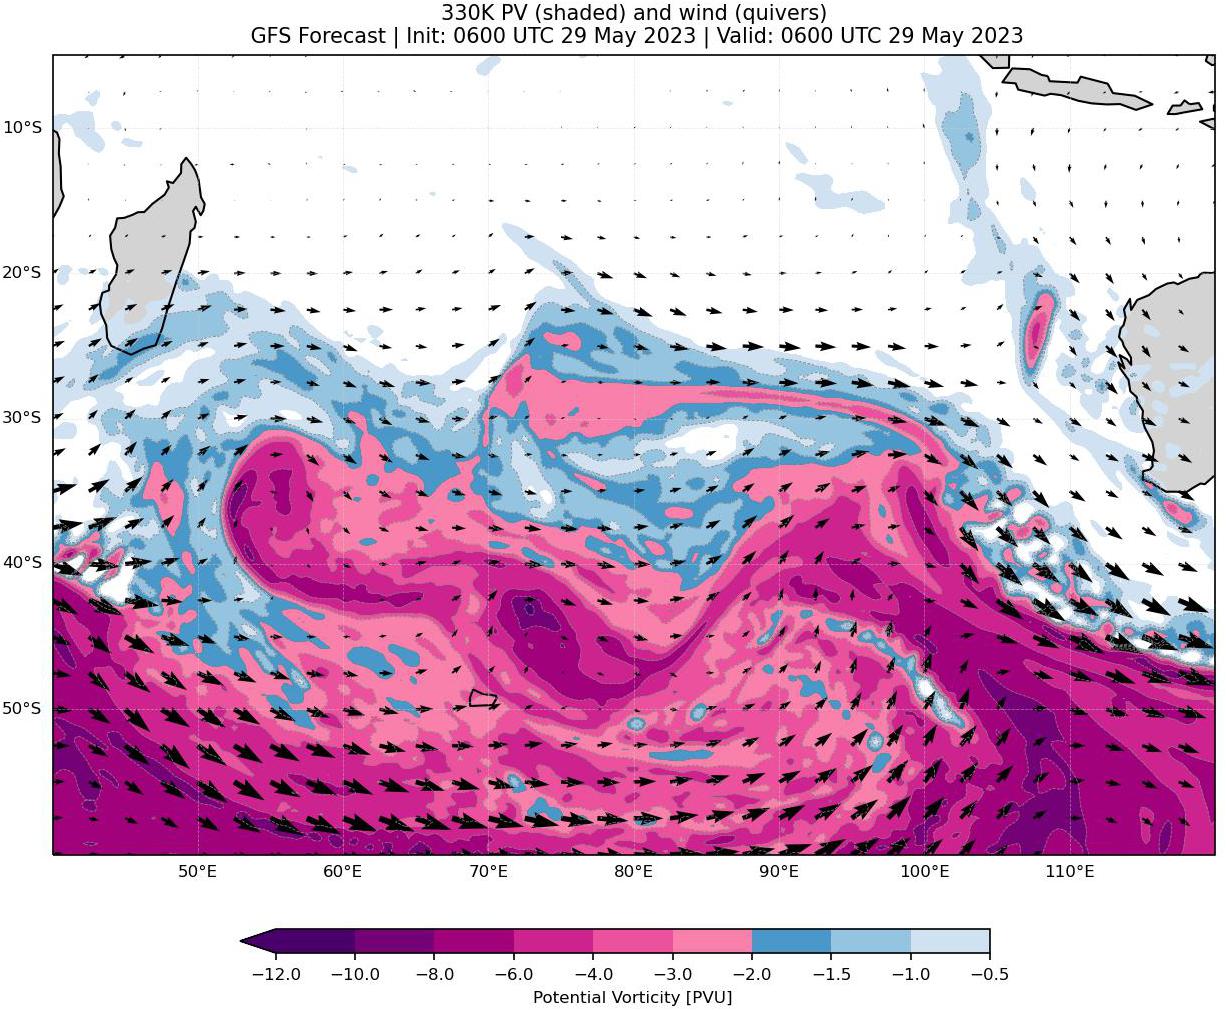 330K PV (shaded) and wind (quivers)
GFS Forecast | Init: 0600 UTC 29 May 2023 | Valid: 0600 UTC 29 May 2023
10°S
20°S
30°S
40°S
50°S
50°E 60°E 70°E 80°E 90°E 100°E 110°E
−12.0 −10.0 −8.0 −6.0 −4.0 −3.0 −2.0 −1.5 −1.0 −0.5
Potential Vorticity [PVU]